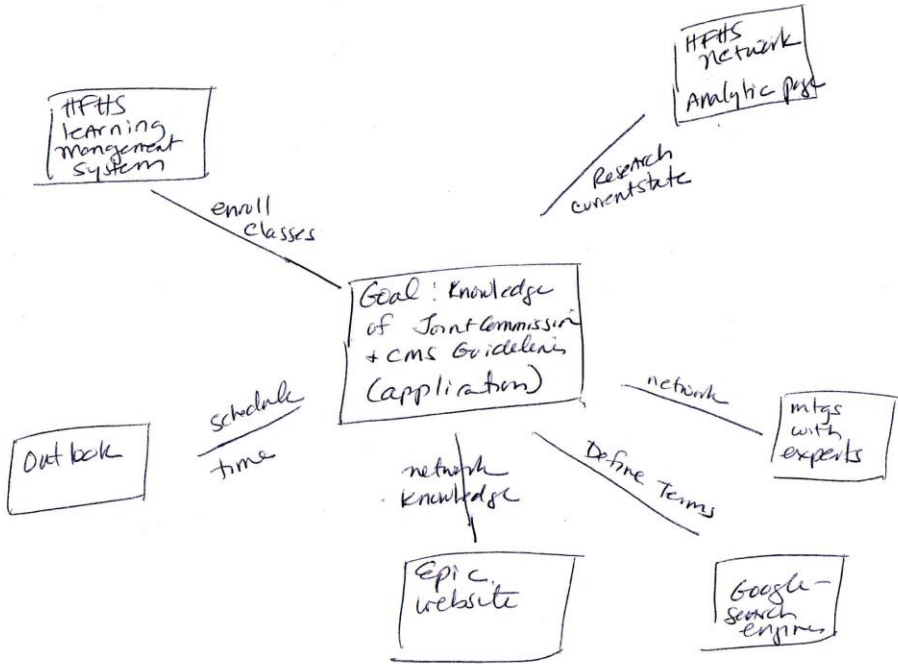 HFHS
network
Analytic page
HFHS
learning
management
system
Research
current state
enroll
classes
Goal: Knowledge
of Joint Commission
+ CMS Guidelines
(application)
schedule
time
Outlook
network
mtgs
with
experts
network
knowledge
Define Terms
Epic
website
Google -
search
engines